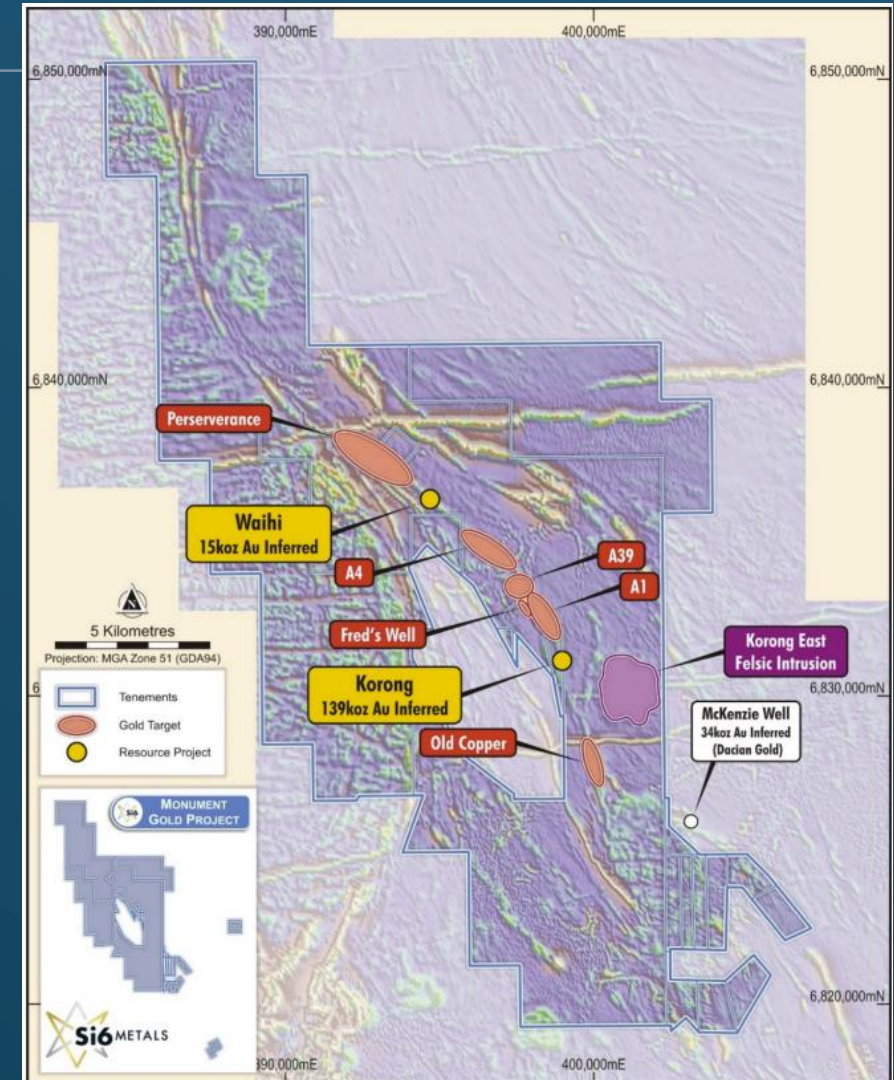 390,000mE
400,000mE
6,850,000mN
6,850,000mN
6,840,000mN
6,840,000mN
Perserverance
Waihi
15koz Au Inferred
A4
A39
A1
Fred's Well
Korong
139koz Au Inferred
Korong East
Felsic Intrusion
6,830,000mN
Old Copper
McKenzie Well
34koz Au Inferred
(Dacian Gold)
N
5 Kilometres
Projection: MGA Zone 51 (GDA94)
Tenements
Gold Target
Resource Project
Si6
MONUMENT
GOLD PROJECT
Si6 METALS
6,820,000mN
390,000mE
400,000mE